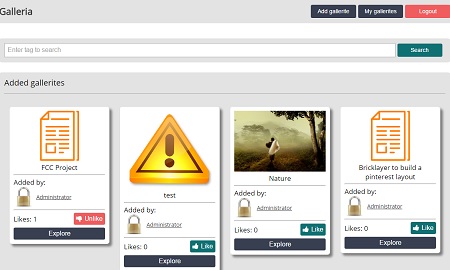 Galleria
Add gallerite
My gallerites
Logout
Enter tag to search
Search
Added gallerites
FCC Project
Added by:
Administrator
Likes: 1
Unlike
Explore
test
Added by:
Administrator
Likes: 0
Like
Explore
Nature
Added by:
Administrator
Likes: 0
Like
Explore
Bricklayer to build a
pinterest layout
Added by:
Administrator
Likes: 0
Like
Explore